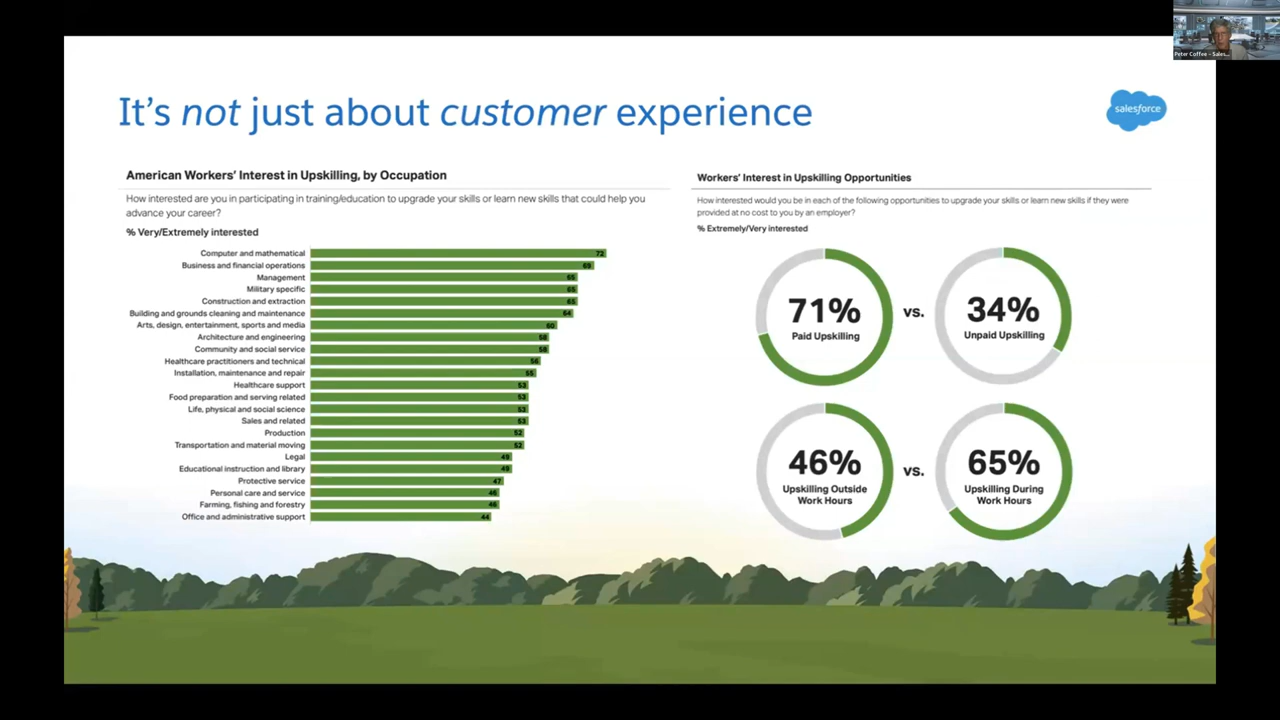 Peter Coffee - Sales...
It's not just about customer experience
salesforce
American Workers' Interest in Upskilling, by Occupation
How interested are you in participating in training/education to upgrade your skills or learn new skills that could help you
advance your career?
% Very/Extremely interested
Computer and mathematical 72
Business and financial operations 69
Management 65
Military specific 65
Construction and extraction 65
Building and grounds cleaning and maintenance 64
Arts, design, entertainment, sports and media 60
Architecture and engineering 58
Community and social service 58
Healthcare practitioners and technical 56
Installation, maintenance and repair 55
Healthcare support 53
Food preparation and serving related 53
Life, physical and social science 53
Sales and related 53
Production 52
Transportation and material moving 52
Legal 49
Educational instruction and library 49
Protective service 47
Personal care and service 46
Farming, fishing and forestry 46
Office and administrative support 44
Workers' Interest in Upskilling Opportunities
How interested would you be in each of the following opportunities to upgrade your skills or learn new skills if they were
provided at no cost to you by an employer?
% Extremely/Very interested
71%
Paid Upskilling
vs.
34%
Unpaid Upskilling
46%
Upskilling Outside
Work Hours
vs.
65%
Upskilling During
Work Hours